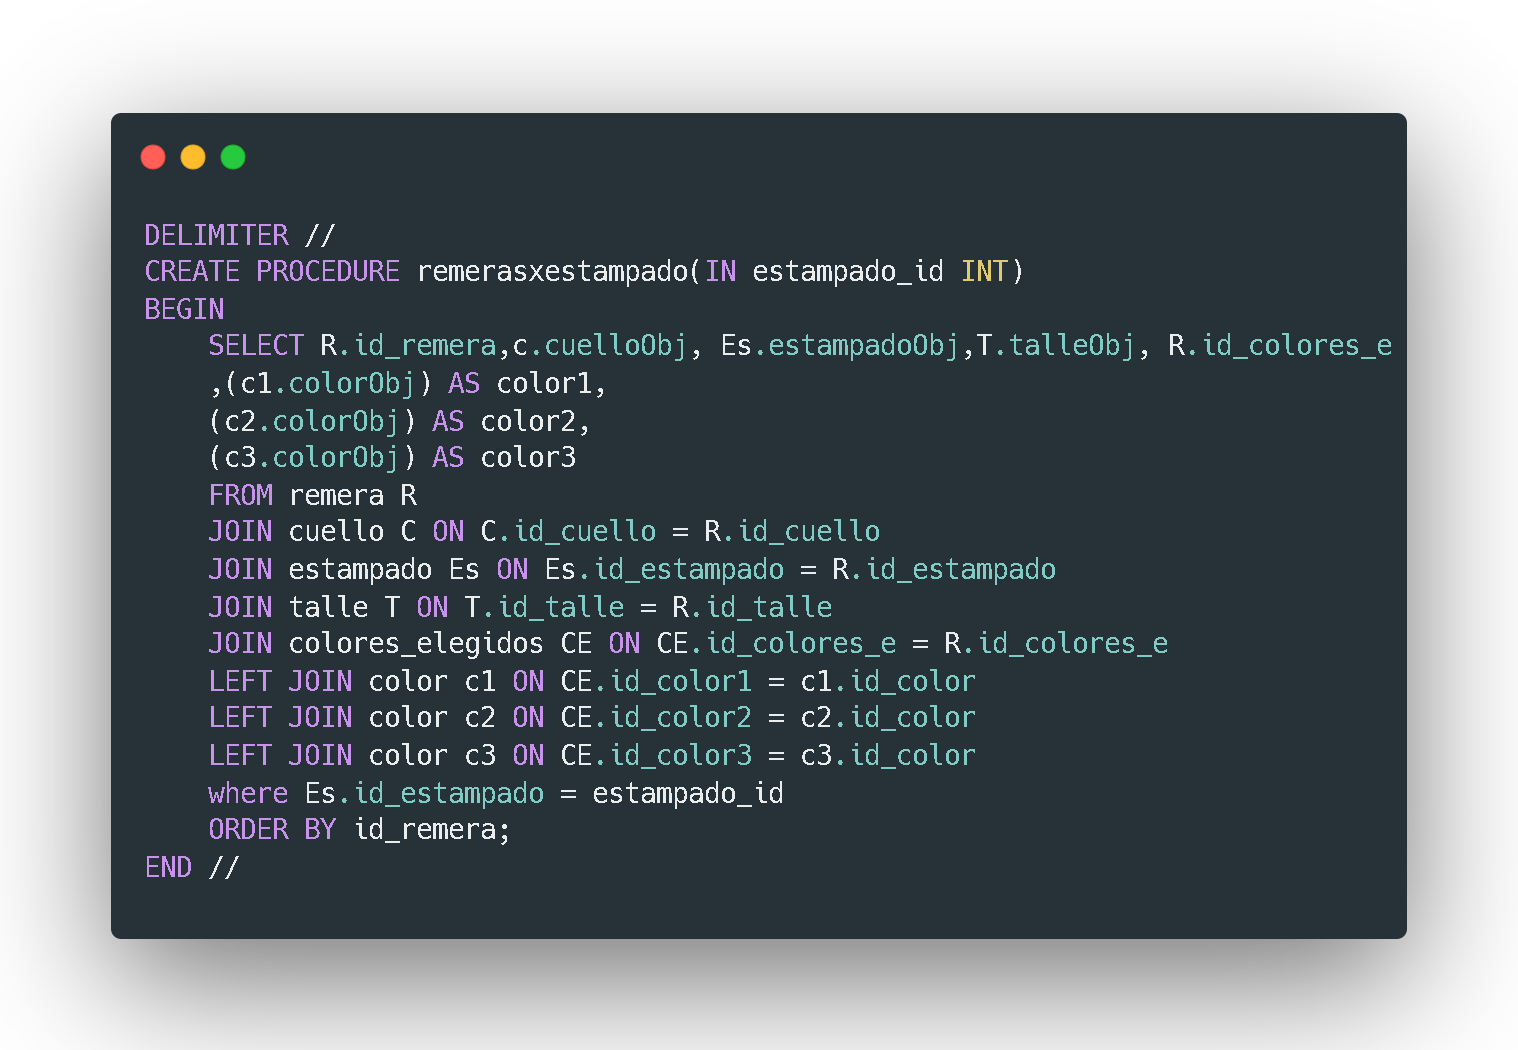 DELIMITER //
CREATE PROCEDURE remerasxestampado(IN estampado_id INT)
BEGIN
    SELECT R.id_remera,c.cuelloObj, Es.estampadoObj,T.talleObj, R.id_colores_e
    ,(c1.colorObj) AS color1,
    (c2.colorObj) AS color2,
    (c3.colorObj) AS color3
    FROM remera R
    JOIN cuello C ON C.id_cuello = R.id_cuello
    JOIN estampado Es ON Es.id_estampado = R.id_estampado
    JOIN talle T ON T.id_talle = R.id_talle
    JOIN colores_elegidos CE ON CE.id_colores_e = R.id_colores_e
    LEFT JOIN color c1 ON CE.id_color1 = c1.id_color
    LEFT JOIN color c2 ON CE.id_color2 = c2.id_color
    LEFT JOIN color c3 ON CE.id_color3 = c3.id_color
    where Es.id_estampado = estampado_id
    ORDER BY id_remera;
END //